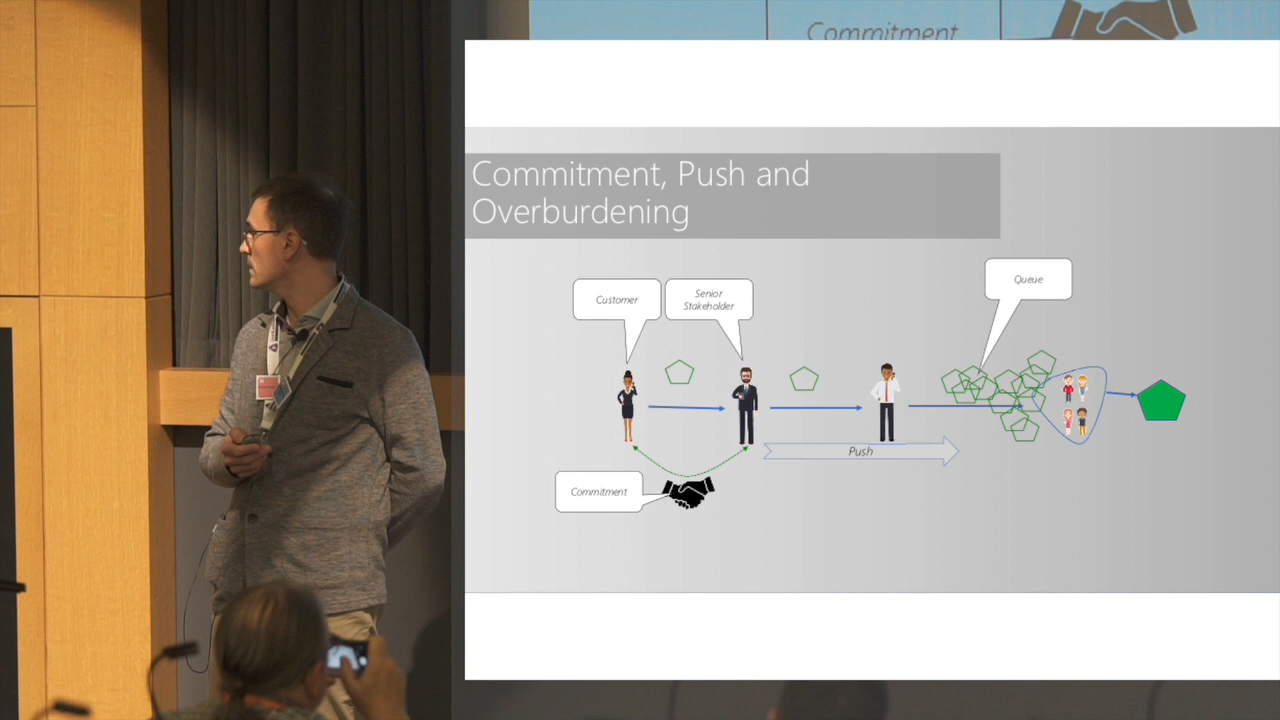 Commitment
Commitment, Push and
Overburdening
Queue
Customer
Senior
Stakeholder
Push
Commitment